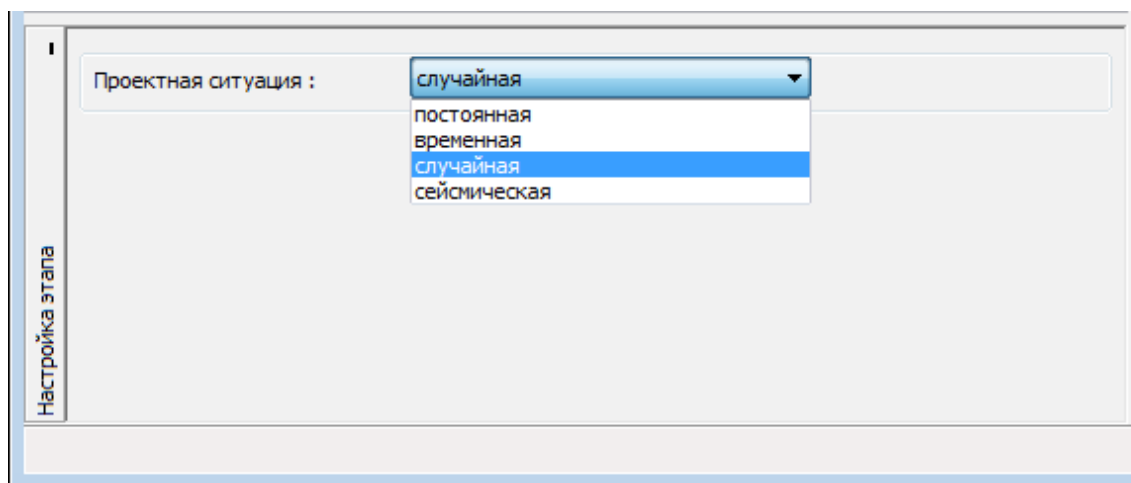 Проектная ситуация :
случайная
постоянная
временная
случайная
сейсмическая
Настройка этапа